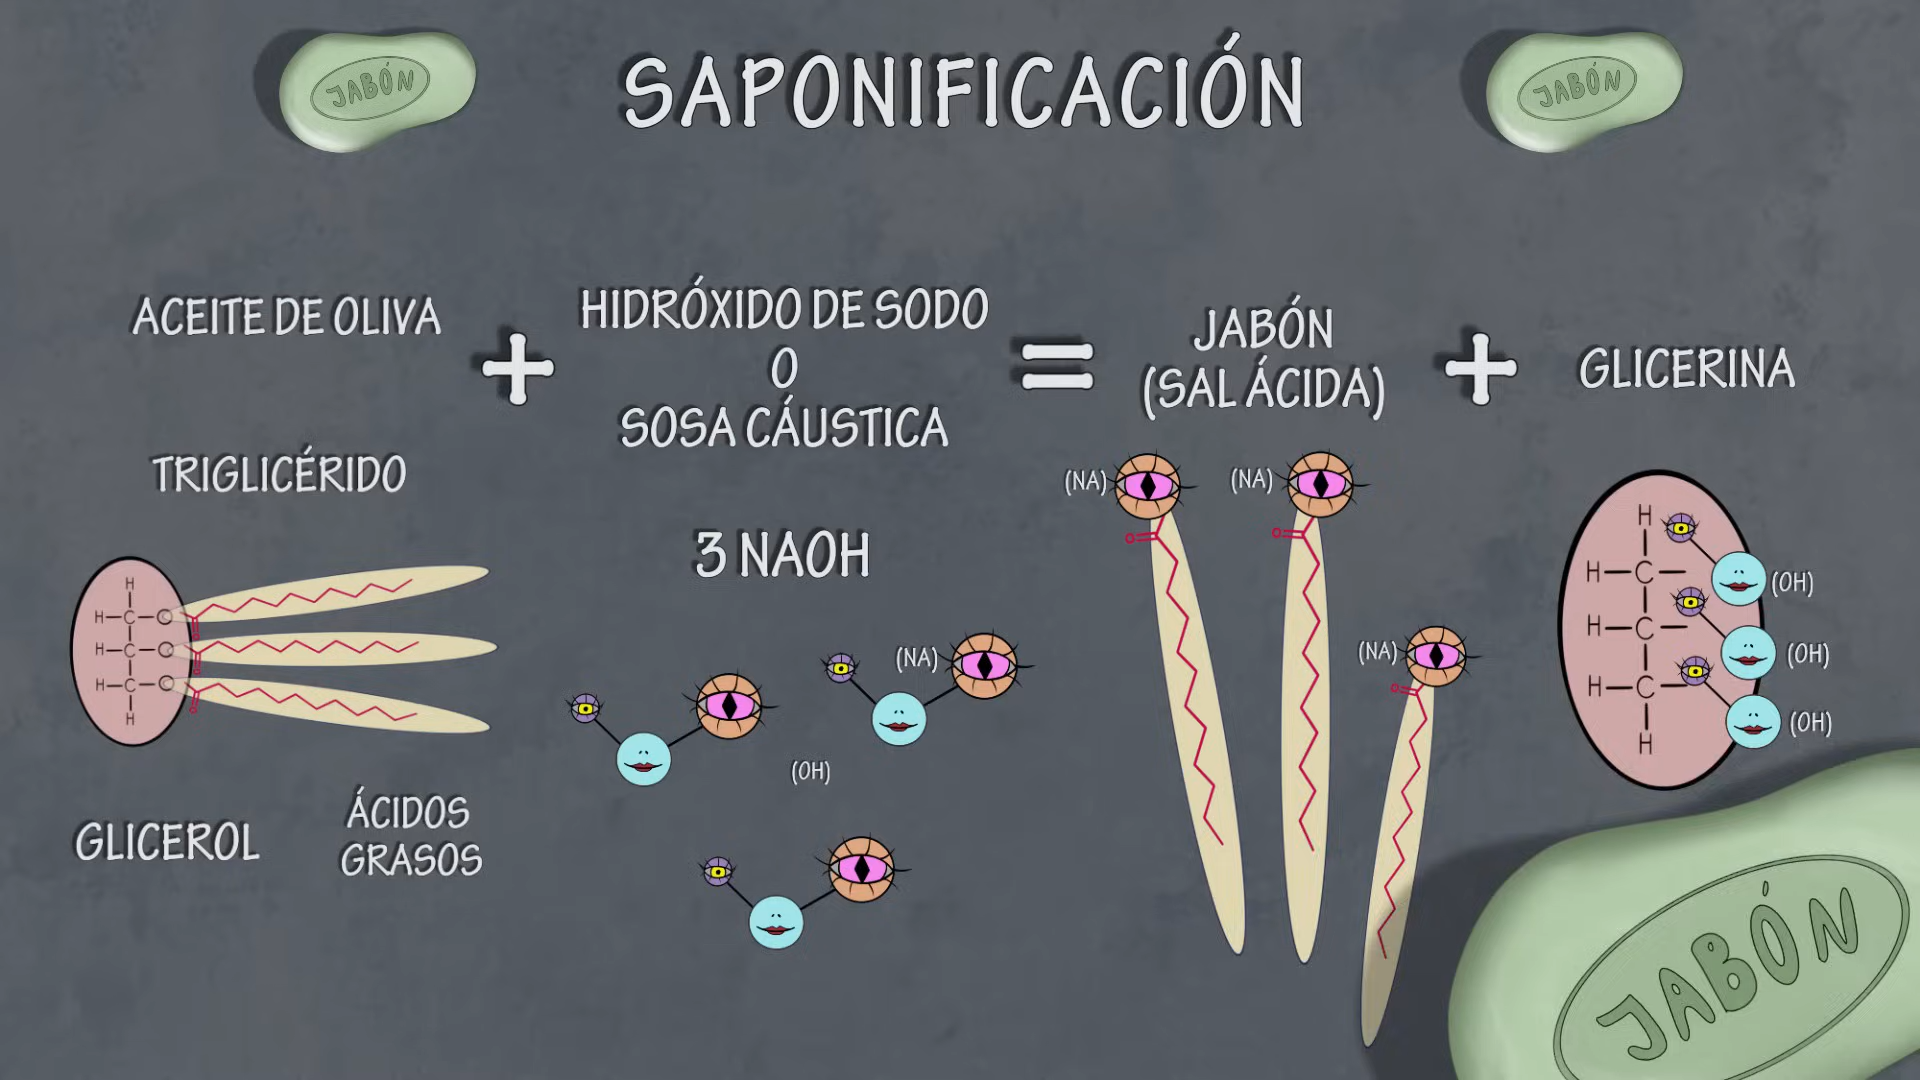 JABÓN
SAPONIFICACIÓN
JABÓN
ACEITE DE OLIVA
+
HIDRÓXIDO DE SODO
O
SOSA CÁUSTICA
=
JABÓN
(SAL ÁCIDA)
+
GLICERINA
TRIGLICÉRIDO
3 NAOH
H
H-C-O
H-C-O
H-C-O
H
O
O
O
GLICEROL
ÁCIDOS
GRASOS
(NA)
(OH)
(NA)
(NA)
(NA)
O
O
O
H
H-C-
H-C-
H-C-
H
(OH)
(OH)
(OH)
JABÓN